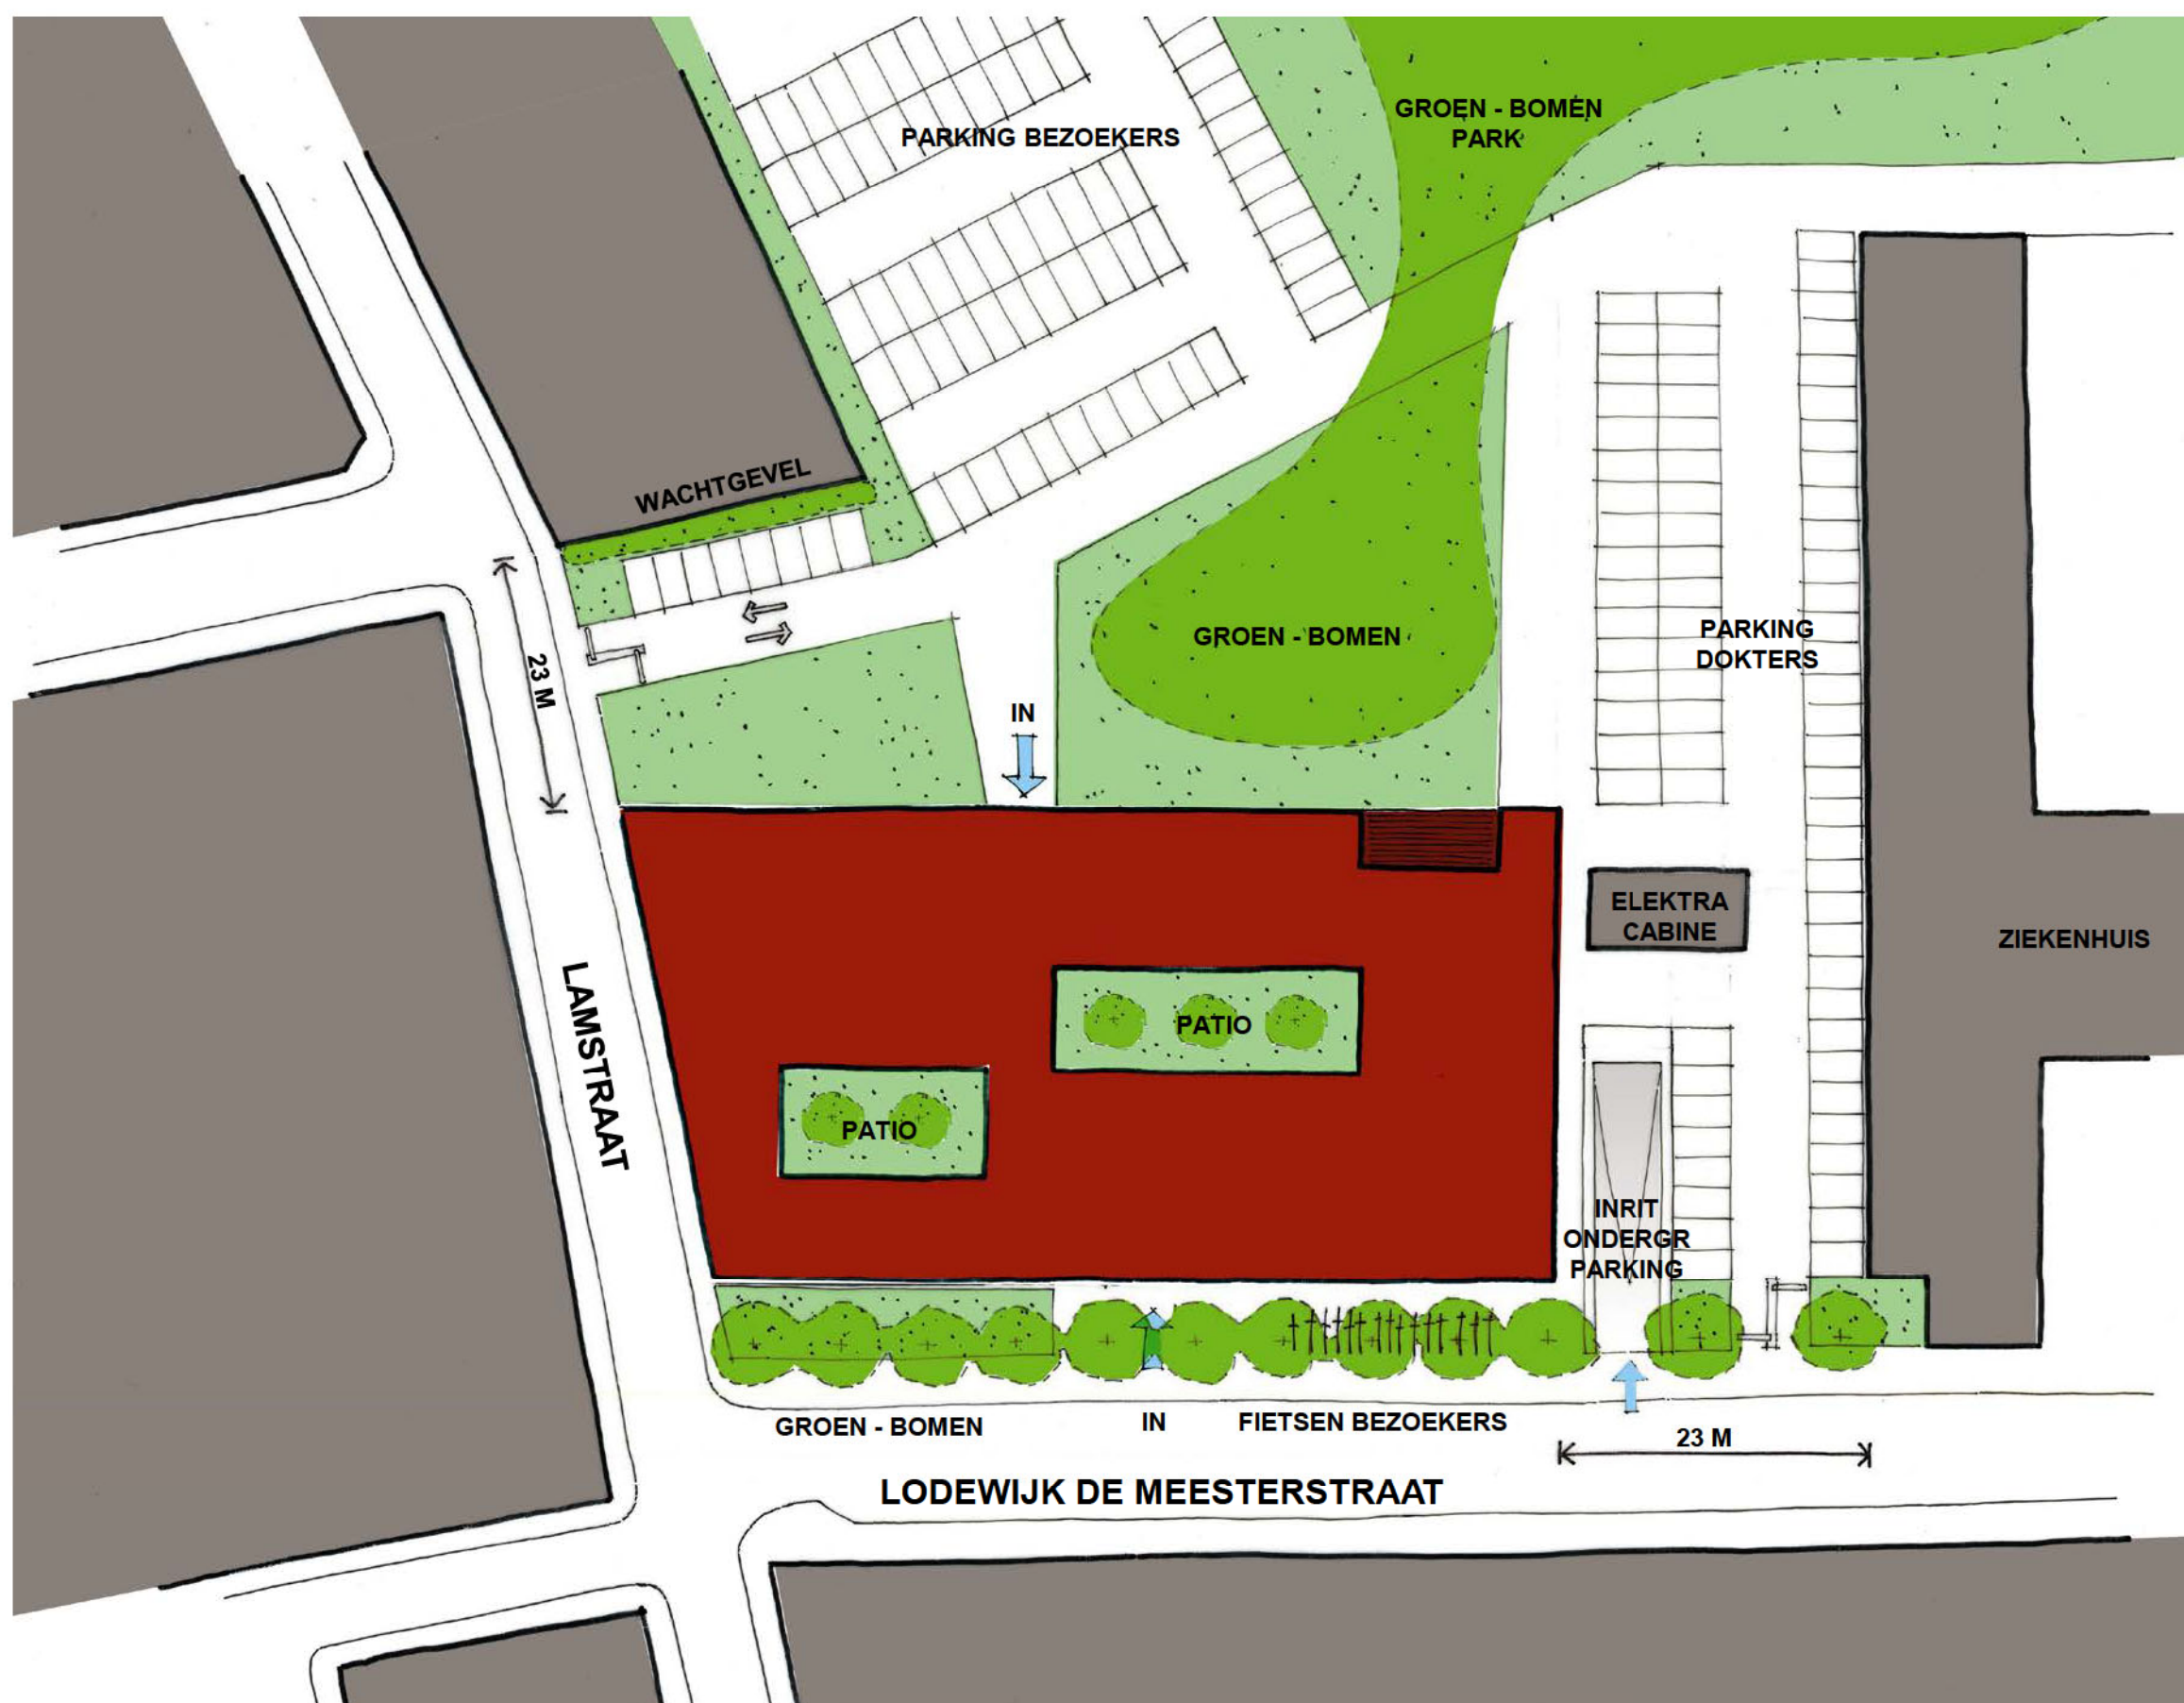 GROEN - BOMEN
PARK
PARKING BEZOEKERS
WACHTGEVEL
GROEN - BOMEN
PARKING
DOKTERS
23 M
IN
ELEKTRA
CABINE
ZIEKENHUIS
LAMSTRAAT
PATIO
PATIO
INRIT
ONDERGR
PARKING
GROEN - BOMEN
IN
FIETSEN BEZOEKERS
23 M
LODEWIJK DE MEESTERSTRAAT